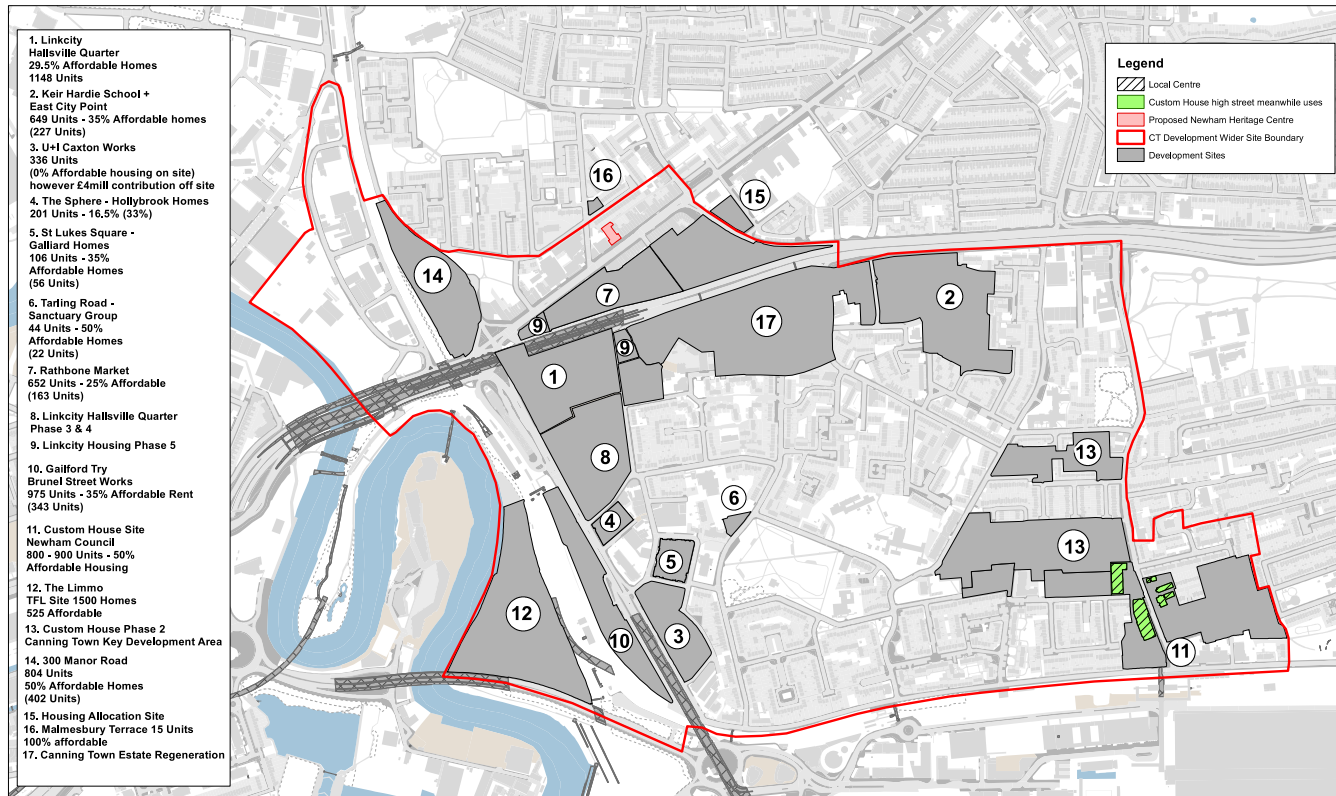 1. Linkcity
Hallsville Quarter
29.5% Affordable Homes
1148 Units
2. Keir Hardie School +
East City Point
649 Units - 35% Affordable homes
(227 Units)
3. U+I Caxton Works
336 Units
(0% Affordable housing on site)
however £4mill contribution off site
4. The Sphere - Hollybrook Homes
201 Units - 16.5% (33%)
5. St Lukes Square -
Galliard Homes
106 Units - 35%
Affordable Homes
(56 Units)
6. Tarling Road -
Sanctuary Group
44 Units - 50%
Affordable Homes
(22 Units)
7. Rathbone Market
652 Units - 25% Affordable
(163 Units)
8. Linkcity Hallsville Quarter
Phase 3 & 4
9. Linkcity Housing Phase 5
10. Gailford Try
Brunel Street Works
975 Units - 35% Affordable Rent
(343 Units)
11. Custom House Site
Newham Council
800 - 900 Units - 50%
Affordable Housing
12. The Limmo
TFL Site 1500 Homes
525 Affordable
13. Custom House Phase 2
Canning Town Key Development Area
14. 300 Manor Road
804 Units
50% Affordable Homes
(402 Units)
15. Housing Allocation Site
16. Malmesbury Terrace 15 Units
100% affordable
17. Canning Town Estate Regeneration
Legend
Local Centre
Custom House high street meanwhile uses
Proposed Newham Heritage Centre
CT Development Wider Site Boundary
Development Sites
16
15
14
7
2
9
17
9
1
8
13
6
4
13
5
12
3
10
11